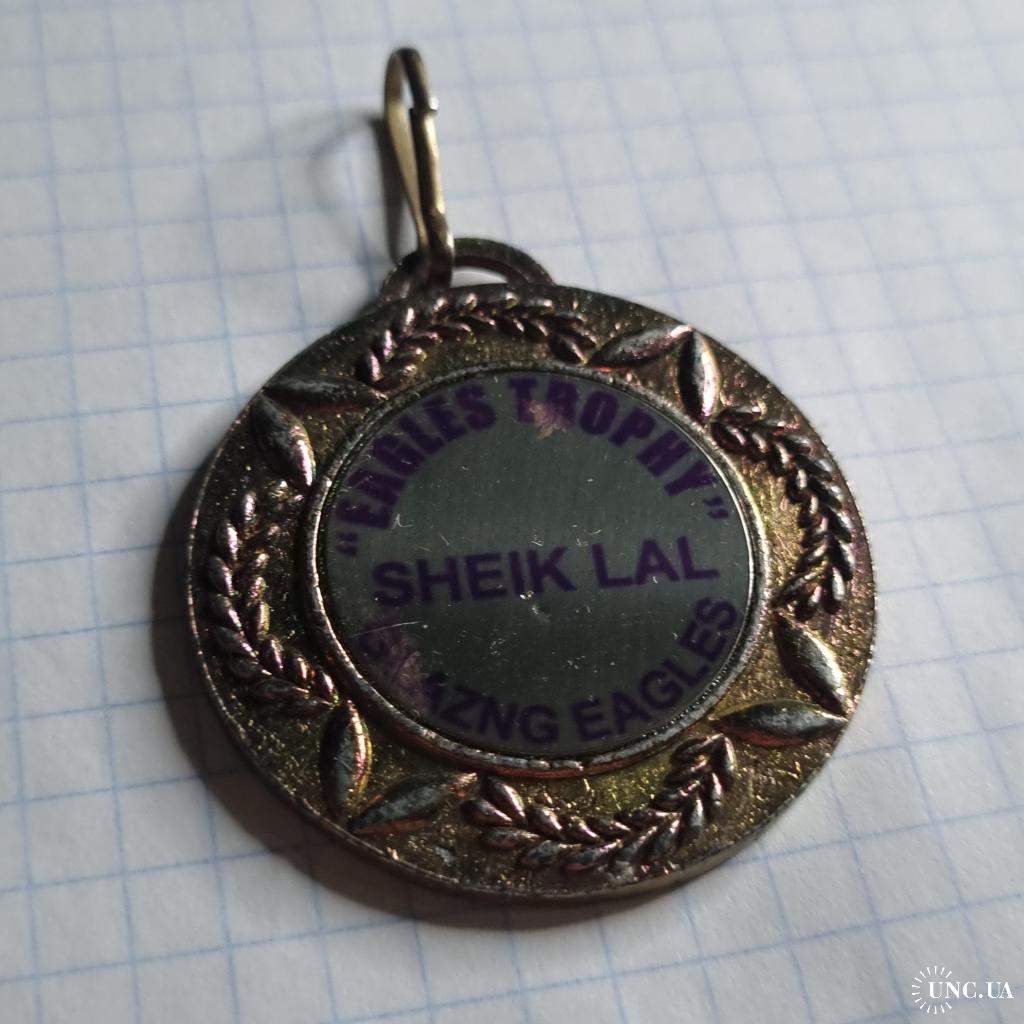 "EAGLES TROPHY"
SHEIK LAL
EAGLES
UNC.UA